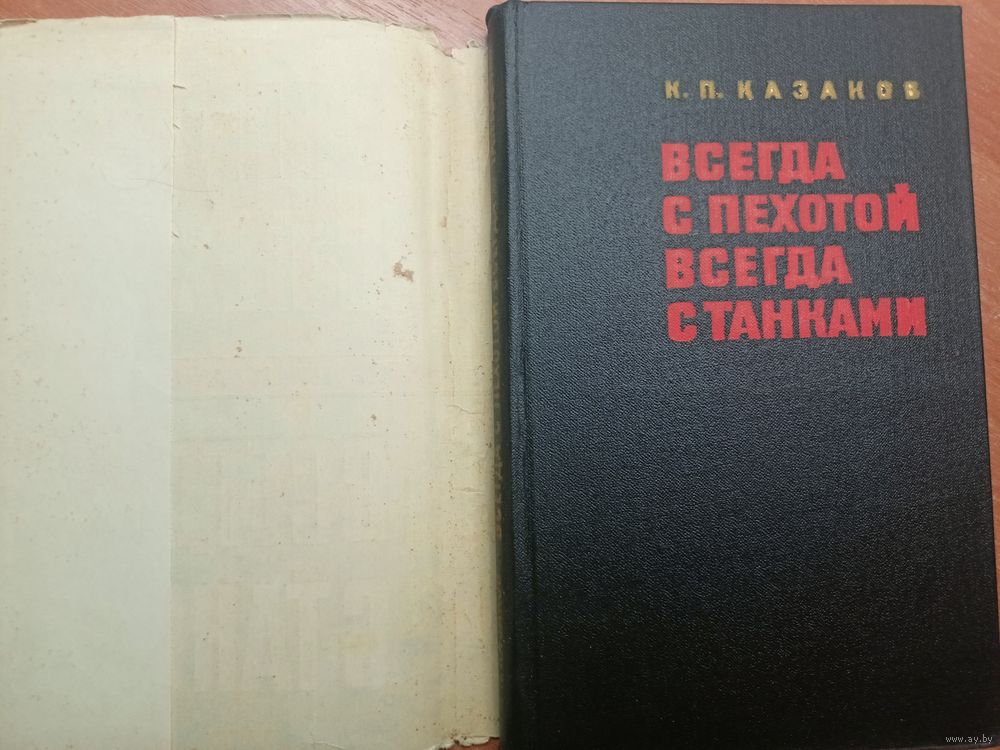 К. П. КАЗАКОВ
ВСЕГДА
С ПЕХОТОЙ
ВСЕГДА
С ТАНКАМИ
www.ay.by